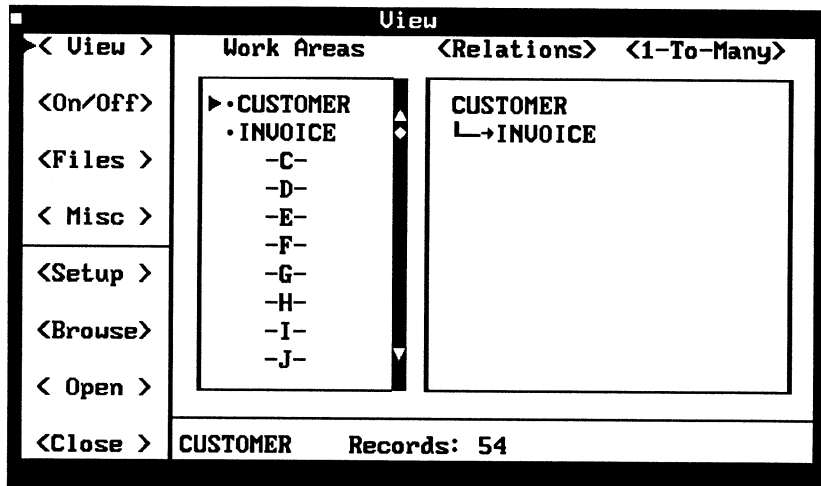 View
< View > Work Areas <Relations> <1-To-Many>
<On/Off> ·CUSTOMER CUSTOMER
·INVOICE └─→INVOICE
<Files > -C-
-D-
< Misc > -E-
-F-
<Setup > -G-
-H-
<Browse> -I-
-J-
< Open >
<Close > CUSTOMER Records: 54